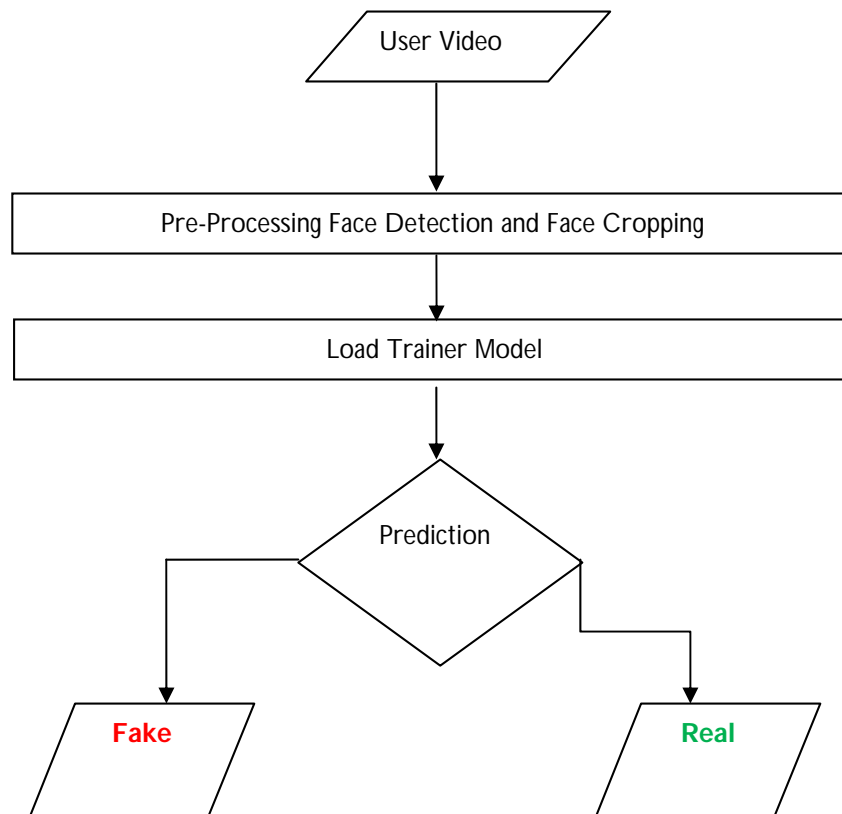 User Video
Pre-Processing Face Detection and Face Cropping
Load Trainer Model
Prediction
Fake
Real